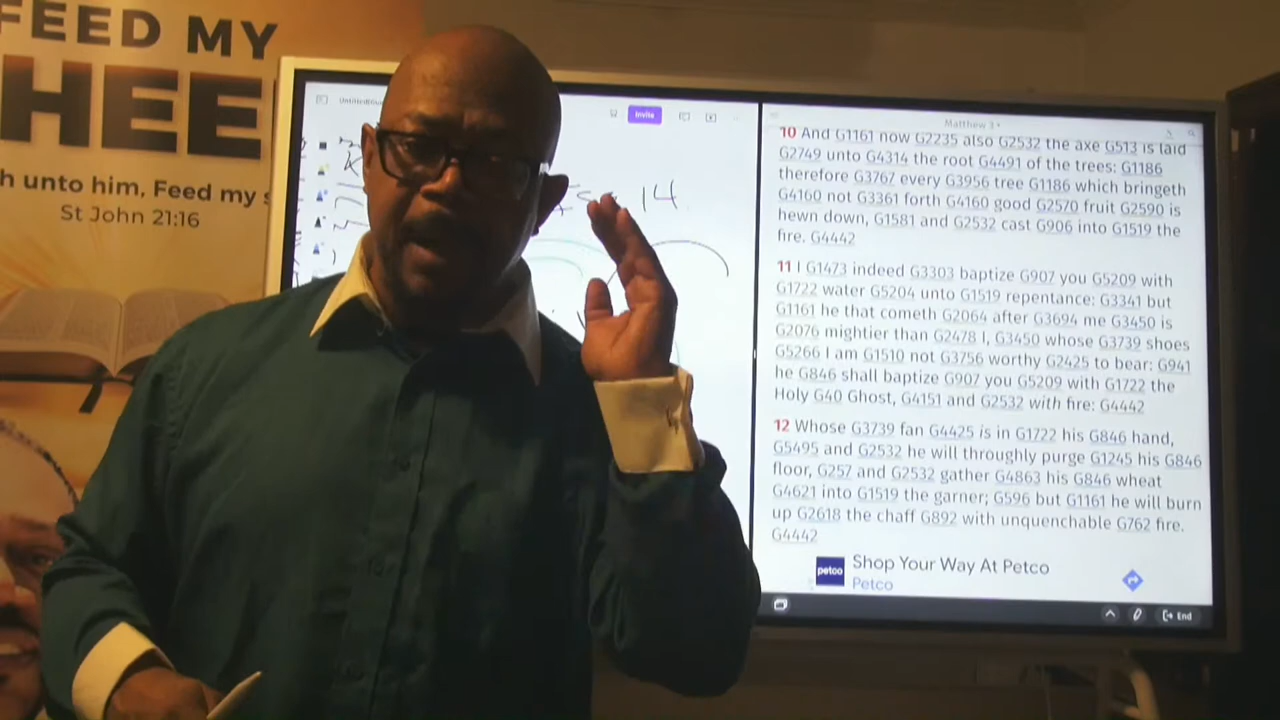 FEED MY
HEE
h unto him, Feed my s
St John 21:16
Invite
14
Matthew 3
10 And G1161 now G2235 also G2532 the axe G513 is laid
G2749 unto G4314 the root G4491 of the trees: G1186
therefore G3767 every G3956 tree G1186 which bringeth
G4160 not G3361 forth G4160 good G2570 fruit G2590 is
hewn down, G1581 and G2532 cast G906 into G1519 the
fire. G4442
11 I G1473 indeed G3303 baptize G907 you G5209 with
G1722 water G5204 unto G1519 repentance: G3341 but
G1161 he that cometh G2064 after G3694 me G3450 is
G2076 mightier than G2478 I, G3450 whose G3739 shoes
G5266 I am G1510 not G3756 worthy G2425 to bear: G941
he G846 shall baptize G907 you G5209 with G1722 the
Holy G40 Ghost, G4151 and G2532 with fire: G4442
12 Whose G3739 fan G4425 is in G1722 his G846 hand,
G5495 and G2532 he will throughly purge G1245 his G846
floor, G257 and G2532 gather G4863 his G846 wheat
G4621 into G1519 the garner; G596 but G1161 he will burn
up G2618 the chaff G892 with unquenchable G762 fire.
G4442
petco
Shop Your Way At Petco
Petco
End